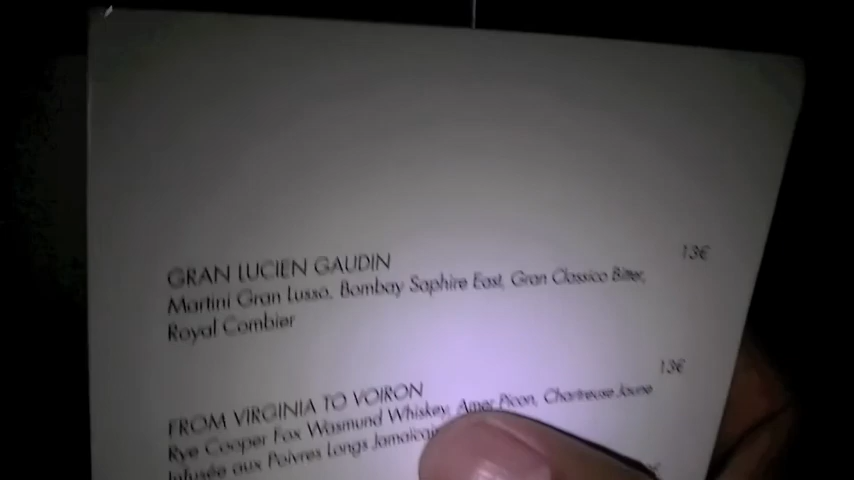 GRAN LUCIEN GAUDIN 13€
Martini Gran Lusso, Bombay Saphire East, Gran Classico Bitter,
Royal Combier
FROM VIRGINIA TO VOIRON 13€
Rye Cooper Fox Wasmund Whiskey, Amer Picon, Chartreuse Jaune
Infusée aux Poivres Longs